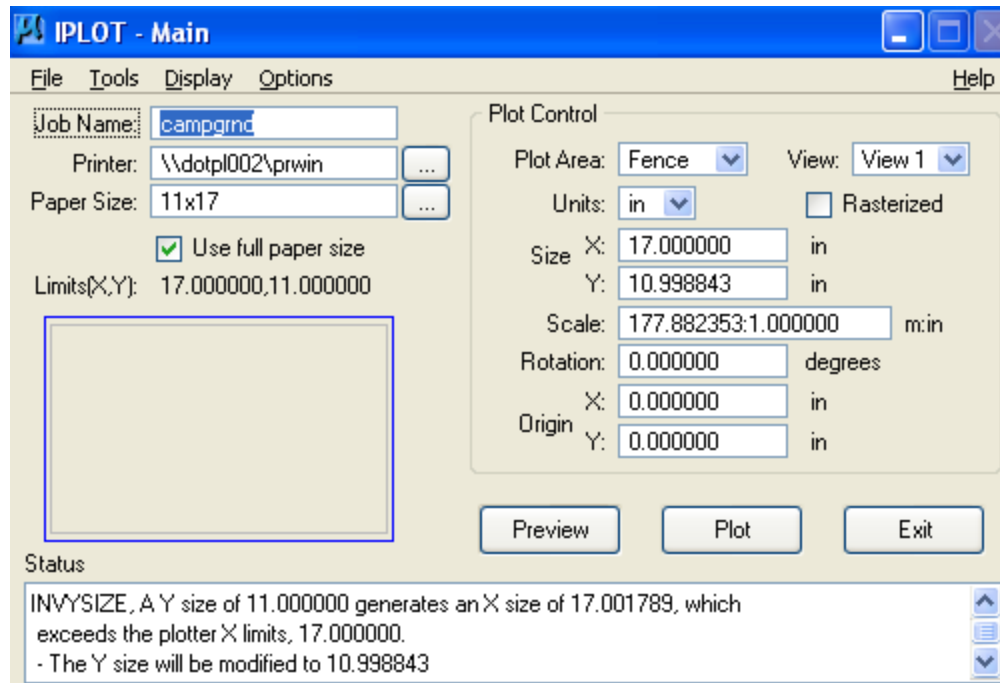 IPLOT - Main
File Tools Display Options Help
Job Name: campgrnd
Printer: \\dotpl002\prwin ...
Paper Size: 11x17 ...
Use full paper size
Limits(X,Y): 17.000000,11.000000
Plot Control
Plot Area: Fence View: View 1
Units: in Rasterized
Size X: 17.000000 in
Y: 10.998843 in
Scale: 177.882353:1.000000 m:in
Rotation: 0.000000 degrees
Origin X: 0.000000 in
Y: 0.000000 in
Preview Plot Exit
Status
INVYSIZE, A Y size of 11.000000 generates an X size of 17.001789, which
exceeds the plotter X limits, 17.000000.
- The Y size will be modified to 10.998843